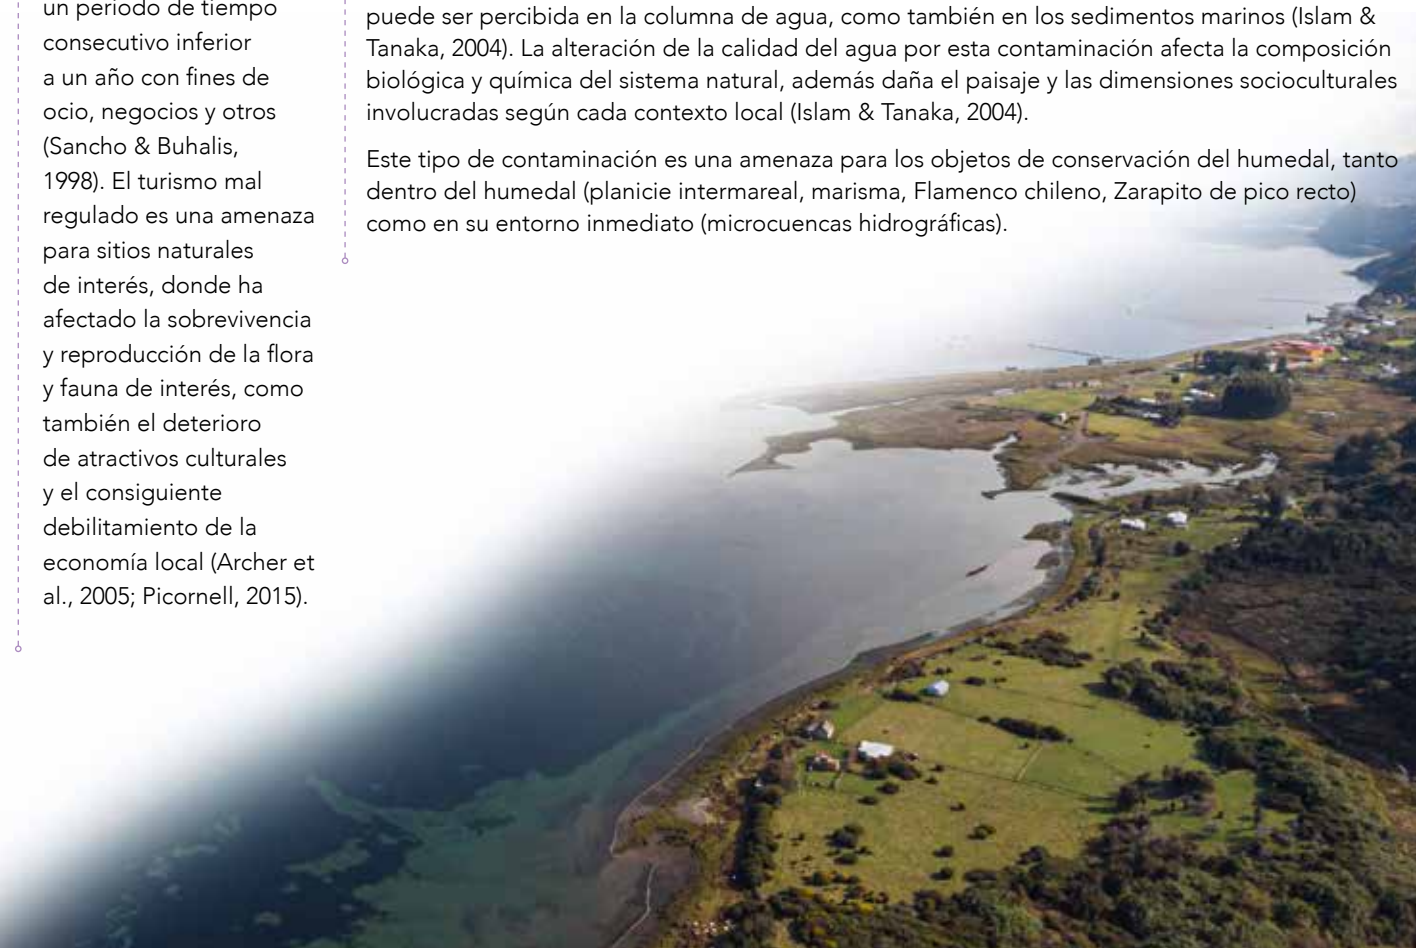 un periodo de tiempo
consecutivo inferior
a un año con fines de
ocio, negocios y otros
(Sancho & Buhalis,
1998). El turismo mal
regulado es una amenaza
para sitios naturales
de interés, donde ha
afectado la sobrevivencia
y reproducción de la flora
y fauna de interés, como
también el deterioro
de atractivos culturales
y el consiguiente
debilitamiento de la
economía local (Archer et
al., 2005; Picornell, 2015).
puede ser percibida en la columna de agua, como también en los sedimentos marinos (Islam &
Tanaka, 2004). La alteración de la calidad del agua por esta contaminación afecta la composición
biológica y química del sistema natural, además daña el paisaje y las dimensiones socioculturales
involucradas según cada contexto local (Islam & Tanaka, 2004).
Este tipo de contaminación es una amenaza para los objetos de conservación del humedal, tanto
dentro del humedal (planicie intermareal, marisma, Flamenco chileno, Zarapito de pico recto)
como en su entorno inmediato (microcuencas hidrográficas).